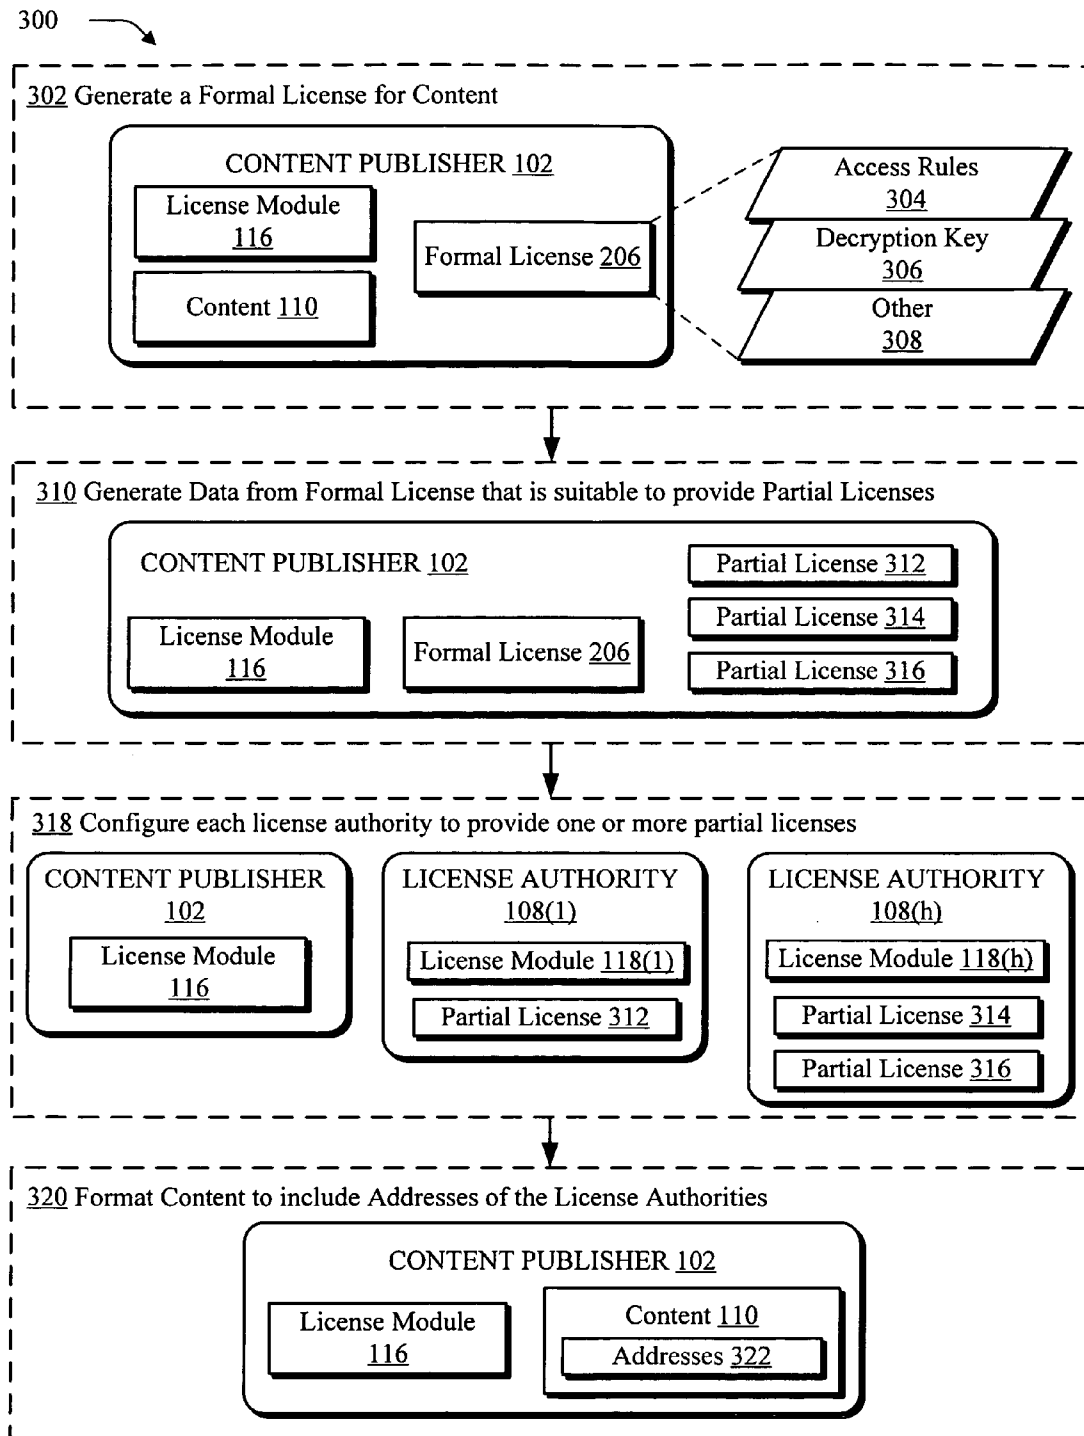 300
302 Generate a Formal License for Content
CONTENT PUBLISHER 102
License Module
116
Content 110
Formal License 206
Access Rules
304
Decryption Key
306
Other
308
310 Generate Data from Formal License that is suitable to provide Partial Licenses
CONTENT PUBLISHER 102
License Module
116
Formal License 206
Partial License 312
Partial License 314
Partial License 316
318 Configure each license authority to provide one or more partial licenses
CONTENT PUBLISHER
102
License Module
116
LICENSE AUTHORITY
108(1)
License Module 118(1)
Partial License 312
LICENSE AUTHORITY
108(h)
License Module 118(h)
Partial License 314
Partial License 316
320 Format Content to include Addresses of the License Authorities
CONTENT PUBLISHER 102
License Module
116
Content 110
Addresses 322